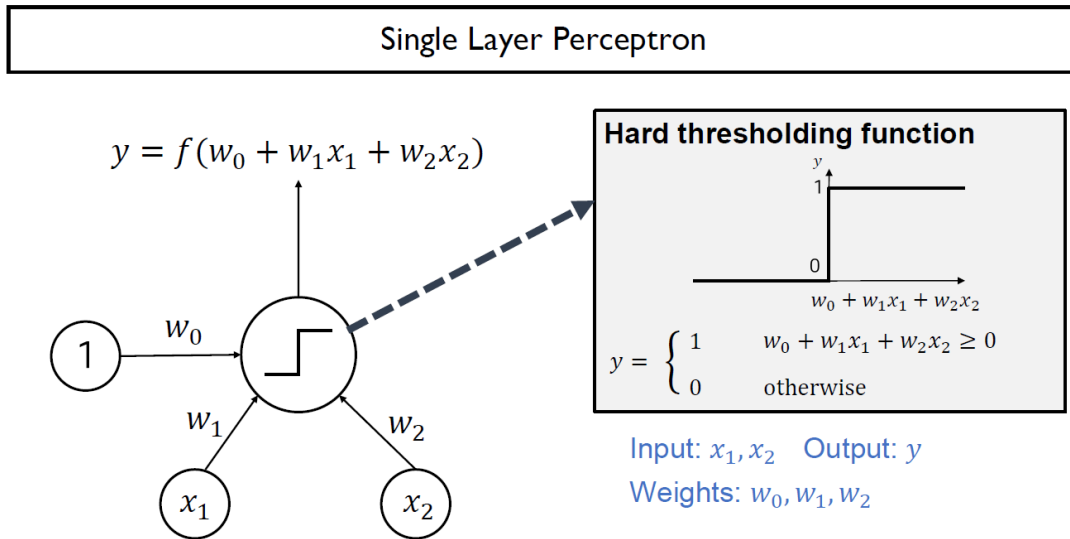 Single Layer Perceptron
y = f(w₀ + w₁x₁ + w₂x₂)
1
w₀
w₁
w₂
x₁
x₂
Hard thresholding function
y
1
0
w₀ + w₁x₁ + w₂x₂
y = { 1 w₀ + w₁x₁ + w₂x₂ ≥ 0
0 otherwise
Input: x₁, x₂ Output: y
Weights: w₀, w₁, w₂